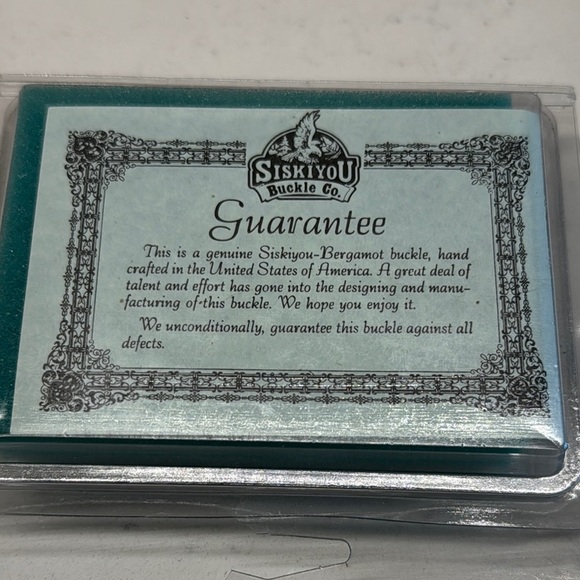 SISKIYOU
Buckle Co.
Guarantee
This is a genuine Siskiyou-Bergamot buckle, hand
crafted in the United States of America. A great deal of
talent and effort has gone into the designing and manu-
facturing of this buckle. We hope you enjoy it.
We unconditionally, guarantee this buckle against all
defects.